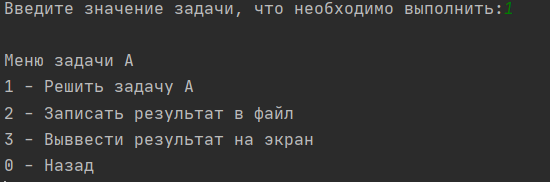 Введите значение задачи, что необходимо выполнить:1
Меню задачи А
1 - Решить задачу А
2 - Записать результат в файл
3 - Выввести результат на экран
0 - Назад